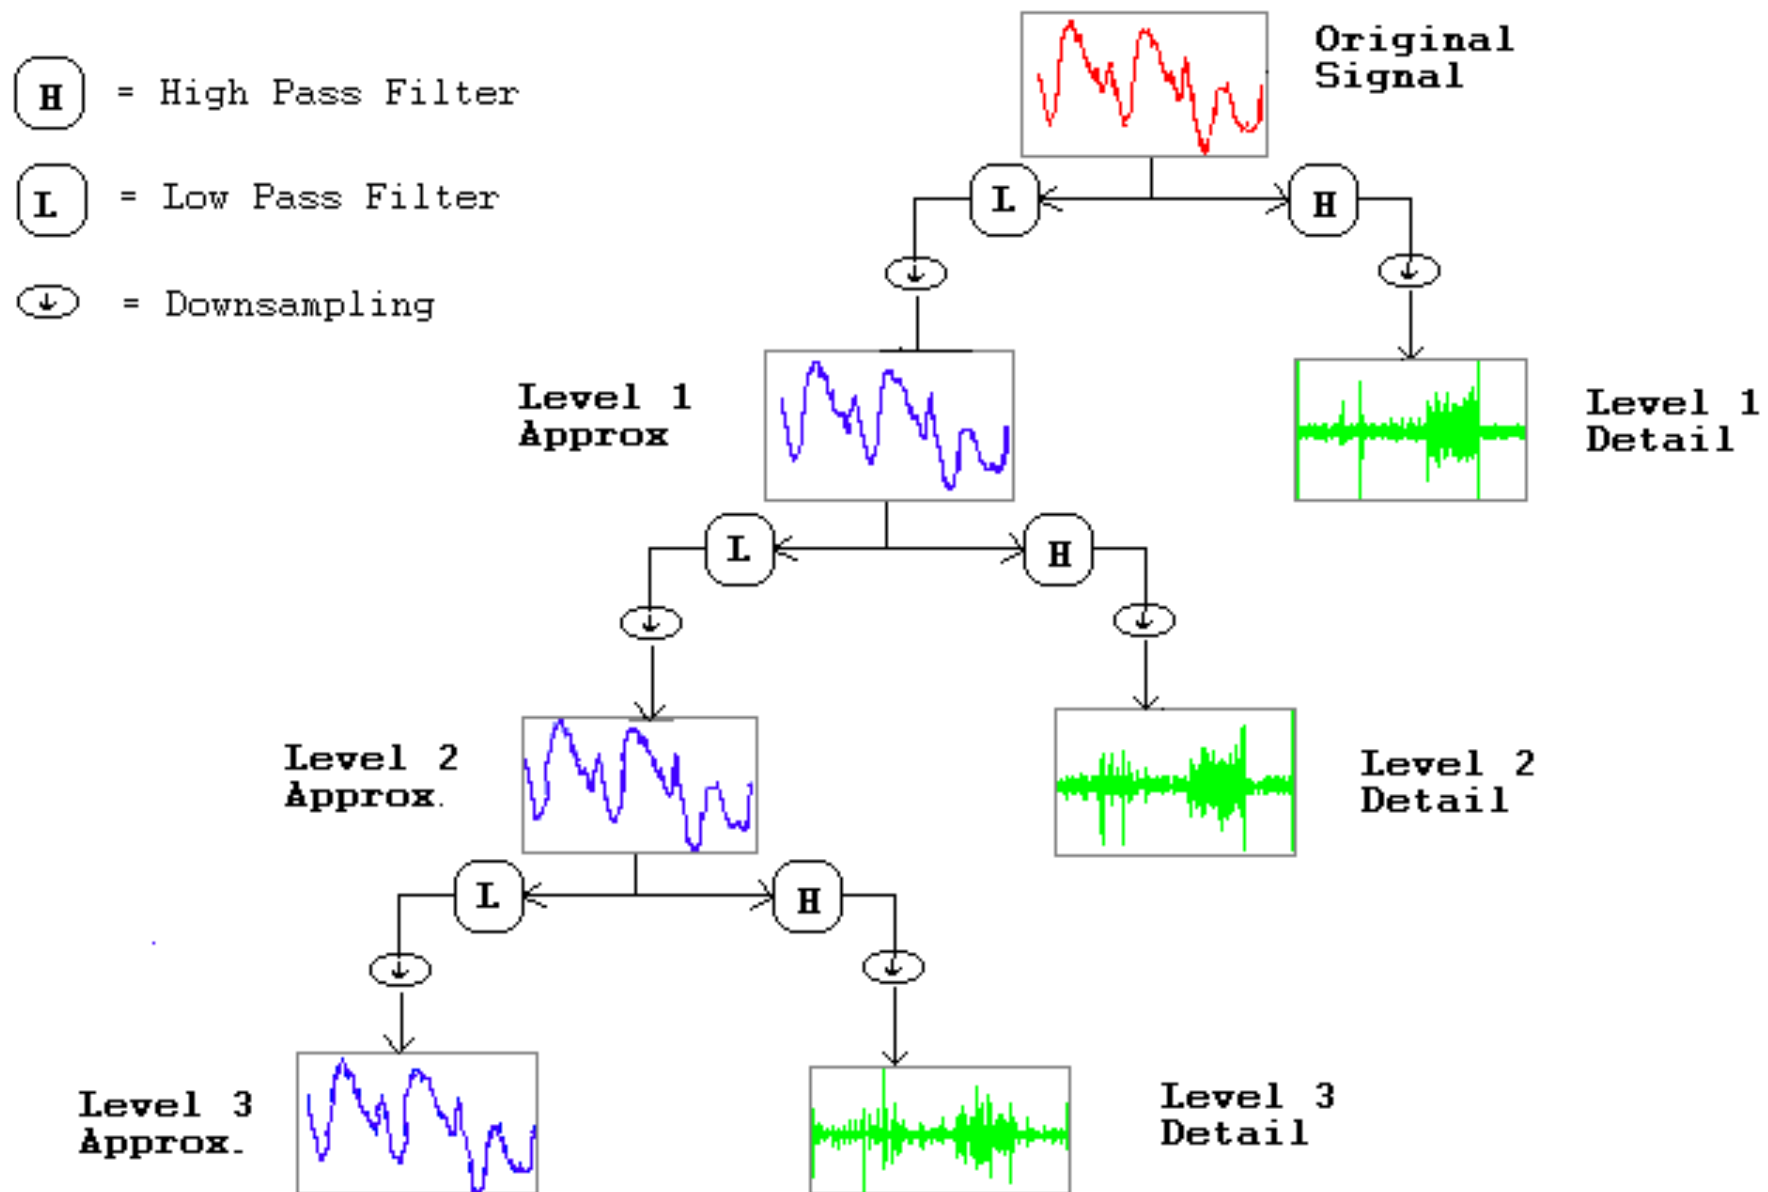 H = High Pass Filter
L = Low Pass Filter
= Downsampling
Original
Signal
L
H
Level 1
Approx
Level 1
Detail
L
H
Level 2
Approx.
Level 2
Detail
L
H
Level 3
Approx.
Level 3
Detail